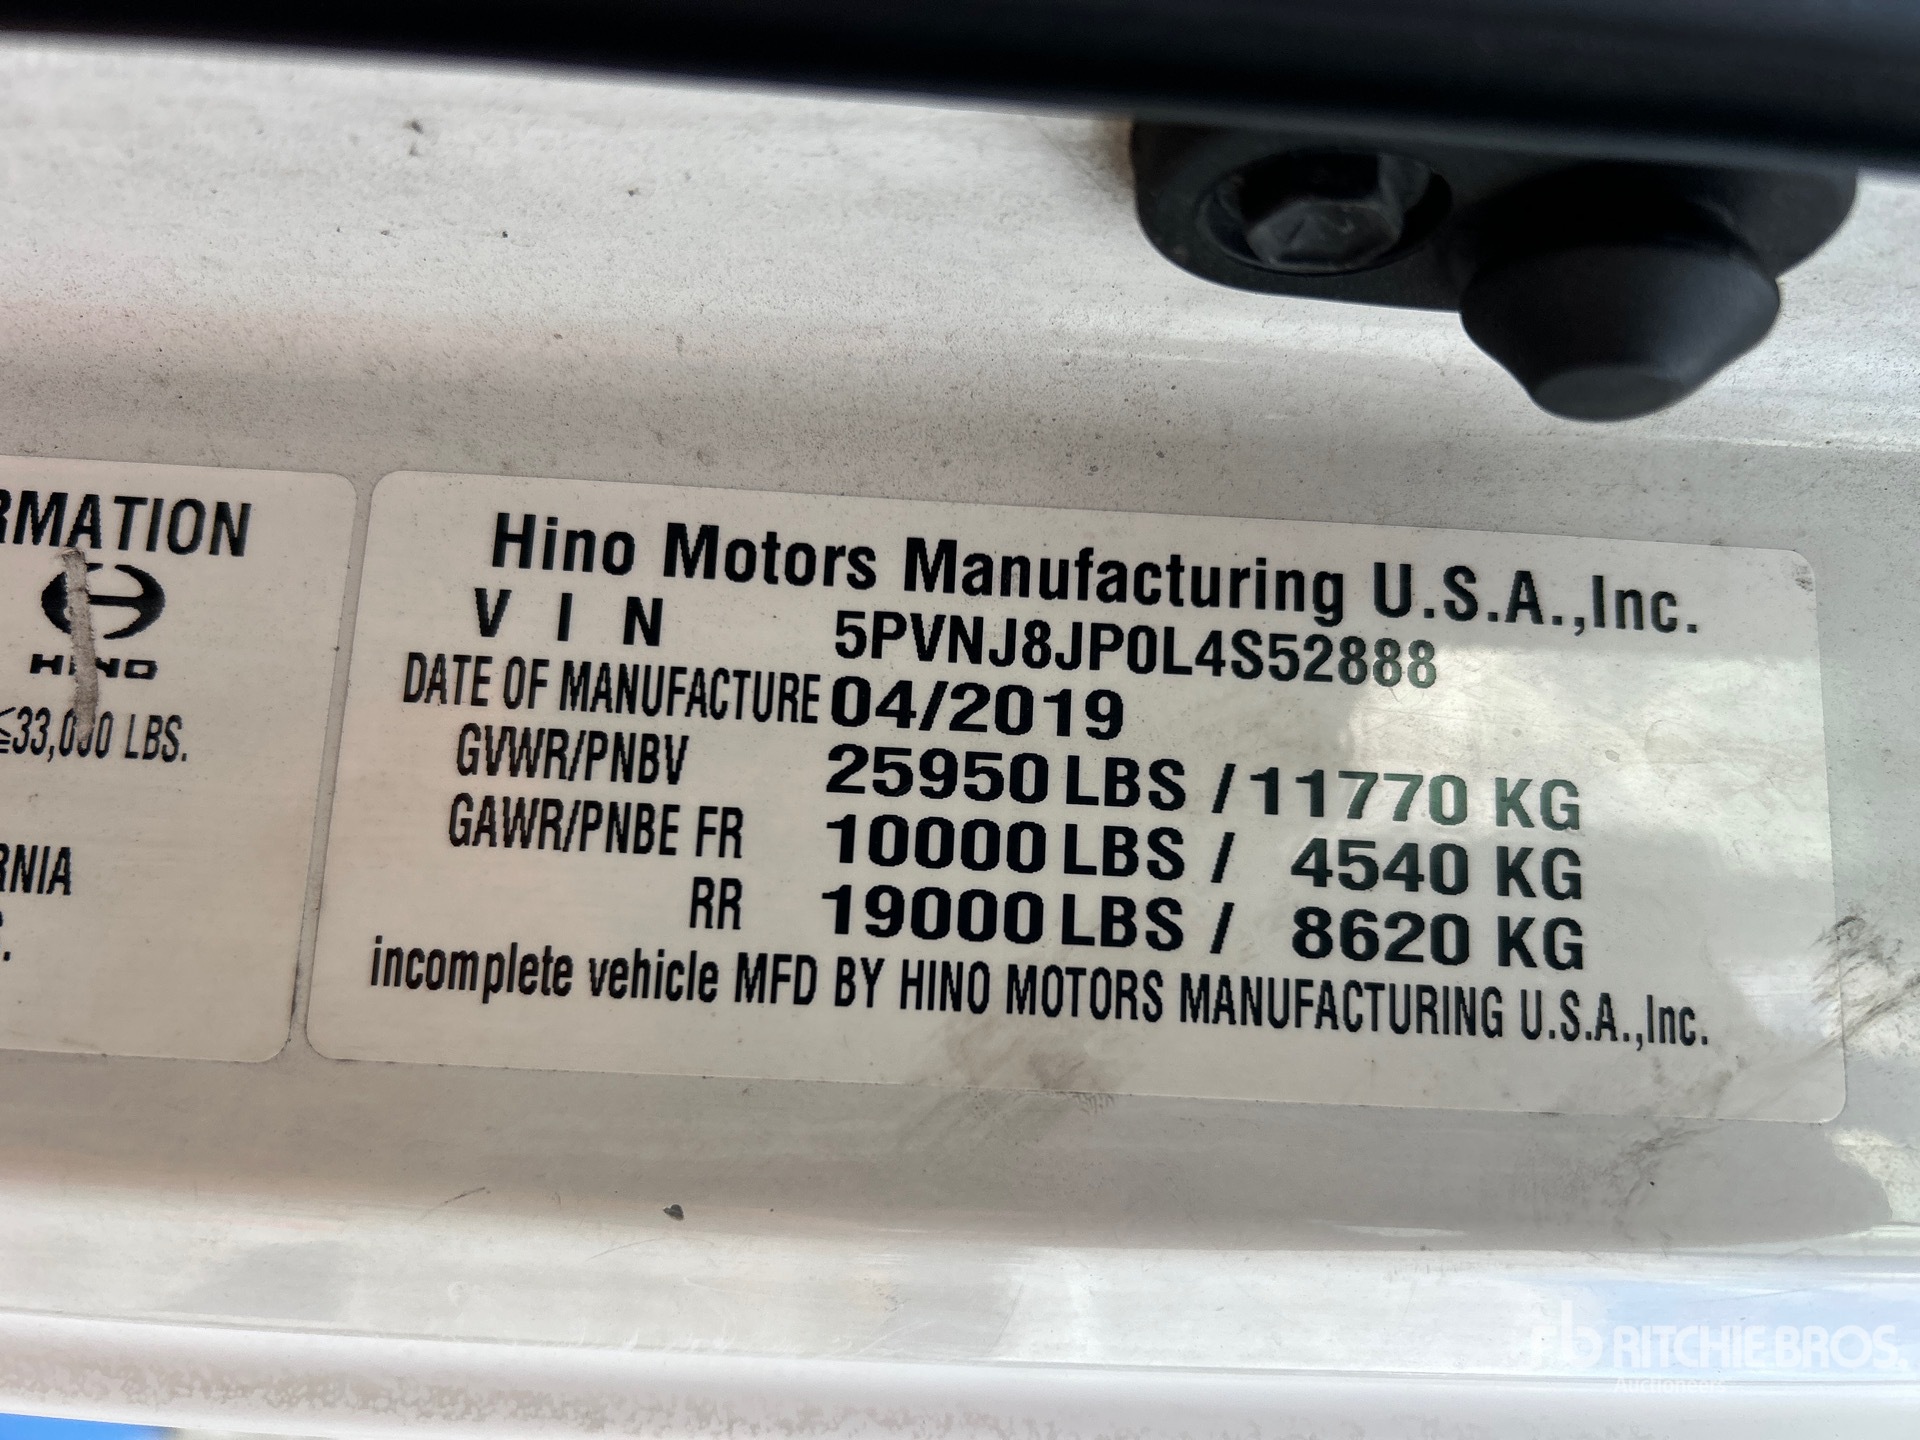 RMATION
HINO
≦33,000 LBS.
RNIA
Hino Motors Manufacturing U.S.A.,Inc.
V I N 5PVNJ8JP0L4S52888
DATE OF MANUFACTURE 04/2019
GVWR/PNBV 25950 LBS / 11770 KG
GAWR/PNBE FR 10000 LBS / 4540 KG
RR 19000 LBS / 8620 KG
incomplete vehicle MFD BY HINO MOTORS MANUFACTURING U.S.A.,Inc.
rb RITCHIE BROS.
Auctioneers